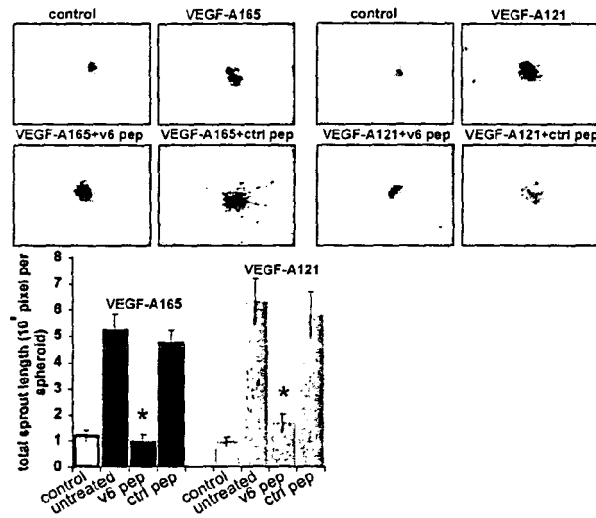 control VEGF-A165 control VEGF-A121
VEGF-A165+v6 pep VEGF-A165+ctrl pep VEGF-A121+v6 pep VEGF-A121+ctrl pep
total sprout length (10³ pixel per spheroid)
8
7
6
5
4
3
2
1
0
VEGF-A165
VEGF-A121
*
*
control untreated v6 pep ctrl pep control untreated v6 pep ctrl pep